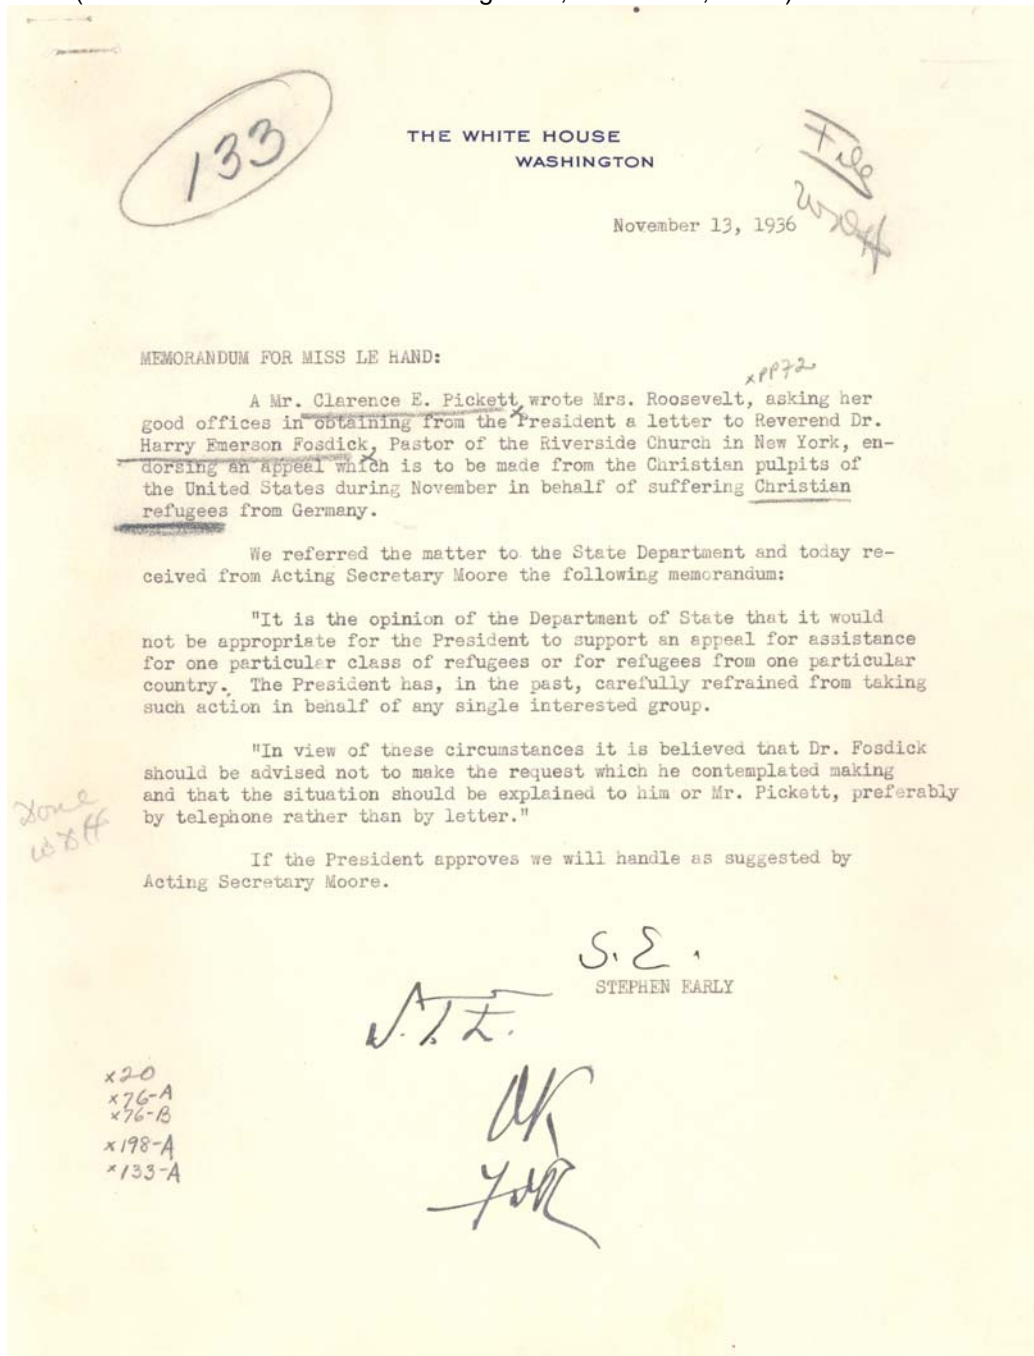 133
THE WHITE HOUSE
WASHINGTON
File
November 13, 1936
MEMORANDUM FOR MISS LE HAND:
xPP72
A Mr. Clarence E. Pickett wrote Mrs. Roosevelt, asking her
good offices in obtaining from the President a letter to Reverend Dr.
Harry Emerson Fosdick, Pastor of the Riverside Church in New York, en-
dorsing an appeal which is to be made from the Christian pulpits of
the United States during November in behalf of suffering Christian
refugees from Germany.
We referred the matter to the State Department and today re-
ceived from Acting Secretary Moore the following memorandum:
"It is the opinion of the Department of State that it would
not be appropriate for the President to support an appeal for assistance
for one particular class of refugees or for refugees from one particular
country. The President has, in the past, carefully refrained from taking
such action in behalf of any single interested group.
"In view of these circumstances it is believed that Dr. Fosdick
should be advised not to make the request which he contemplated making
and that the situation should be explained to him or Mr. Pickett, preferably
by telephone rather than by letter."
Done
If the President approves we will handle as suggested by
Acting Secretary Moore.
S. E.
STEPHEN EARLY
OK
FDR
x20
x76-A
x76-B
x198-A
x133-A